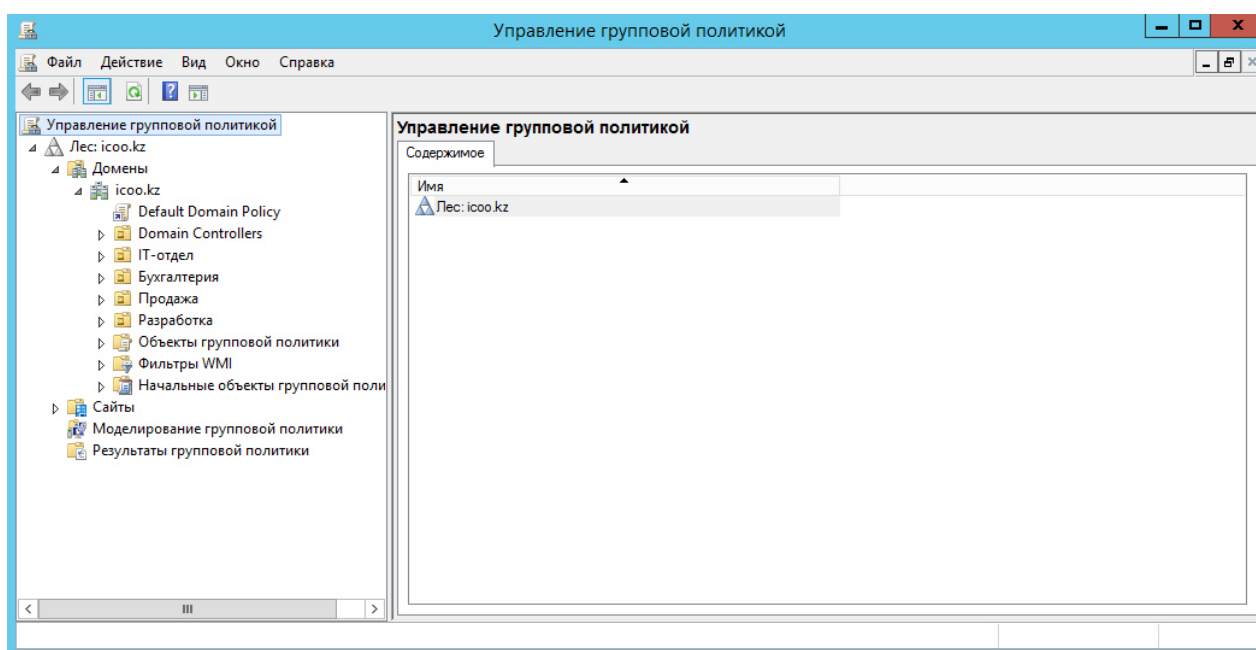 Управление групповой политикой
Файл Действие Вид Окно Справка
Управление групповой политикой
Лес: icoo.kz
Домены
icoo.kz
Default Domain Policy
Domain Controllers
IT-отдел
Бухгалтерия
Продажа
Разработка
Объекты групповой политики
Фильтры WMI
Начальные объекты групповой поли
Сайты
Моделирование групповой политики
Результаты групповой политики
Управление групповой политикой
Содержимое
Имя
Лес: icoo.kz